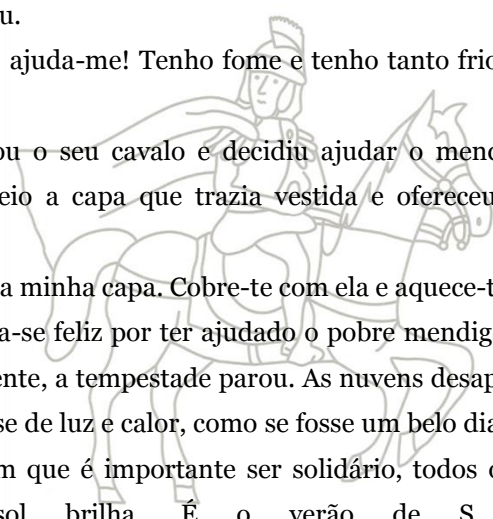 u.
ajuda-me! Tenho fome e tenho tanto frio
ou o seu cavalo e decidiu ajudar o mend
eio a capa que trazia vestida e ofereceu
a minha capa. Cobre-te com ela e aquece-t
a-se feliz por ter ajudado o pobre mendig
ente, a tempestade parou. As nuvens desap
se de luz e calor, como se fosse um belo dia
m que é importante ser solidário, todos o
sol brilha. É o verão de S.